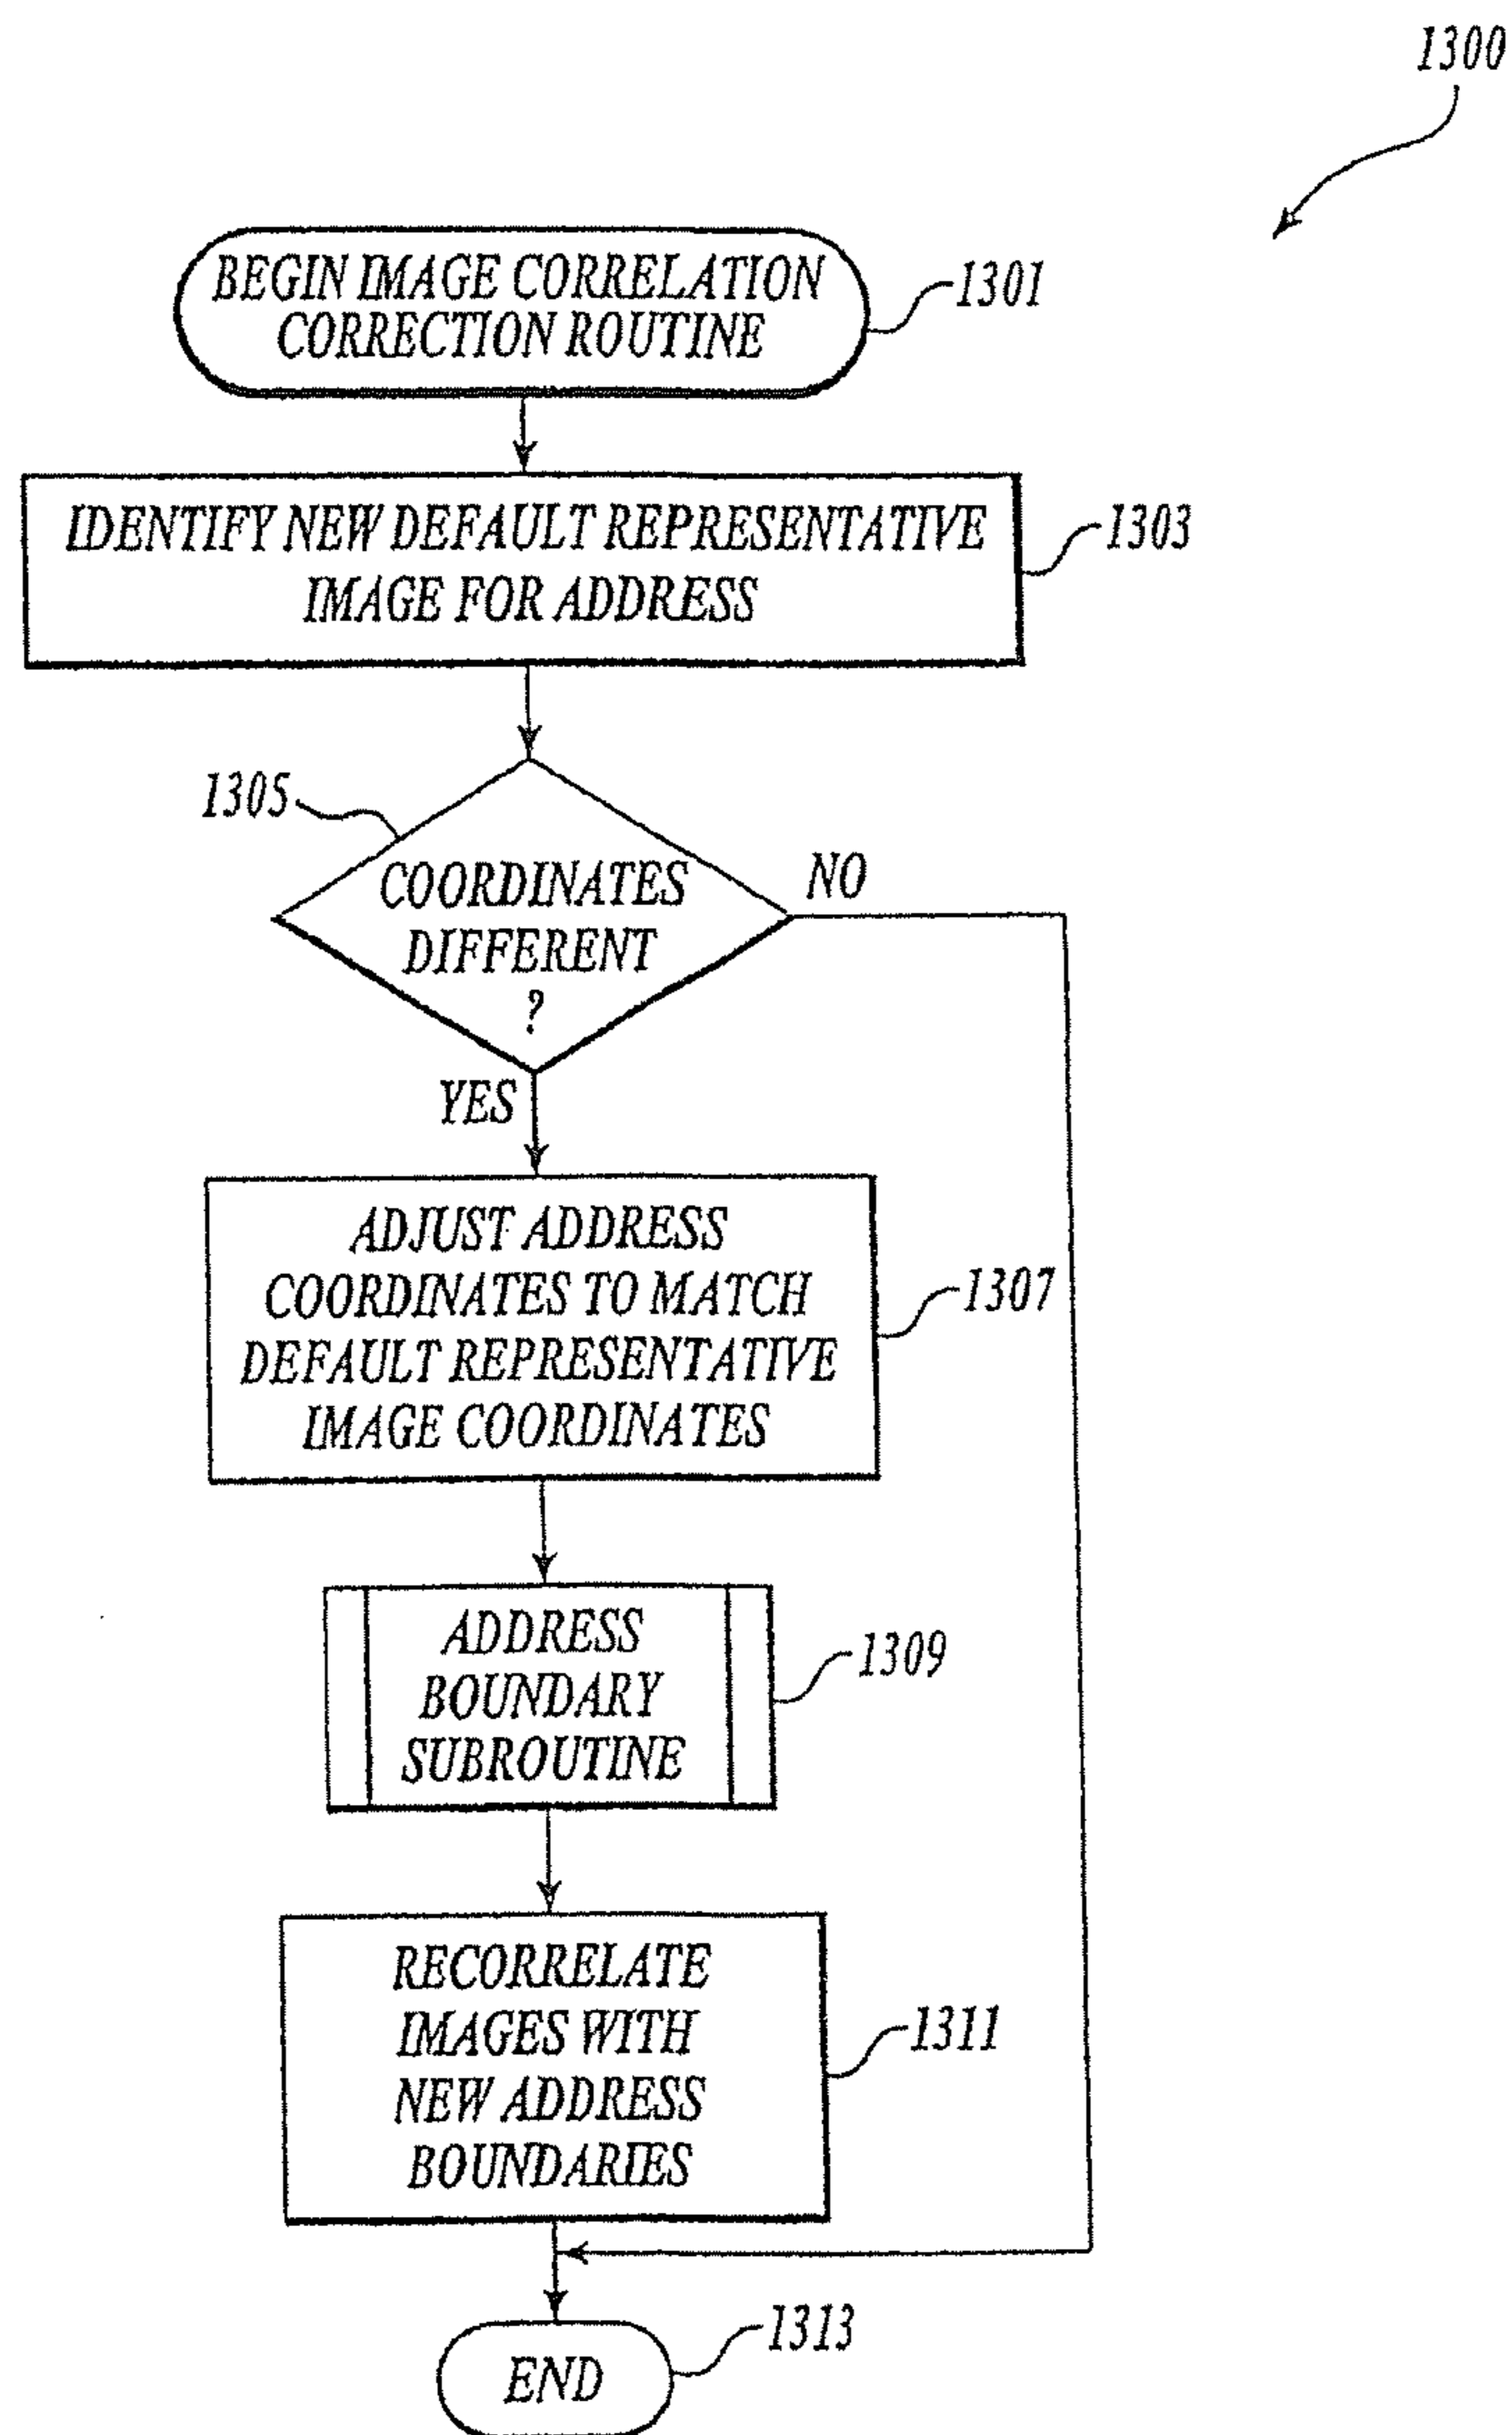 1300
BEGIN IMAGE CORRELATION
CORRECTION ROUTINE
1301
IDENTIFY NEW DEFAULT REPRESENTATIVE
IMAGE FOR ADDRESS
1303
1305
COORDINATES
DIFFERENT
?
NO
YES
ADJUST ADDRESS
COORDINATES TO MATCH
DEFAULT REPRESENTATIVE
IMAGE COORDINATES
1307
ADDRESS
BOUNDARY
SUBROUTINE
1309
RECORRELATE
IMAGES WITH
NEW ADDRESS
BOUNDARIES
1311
END
1313